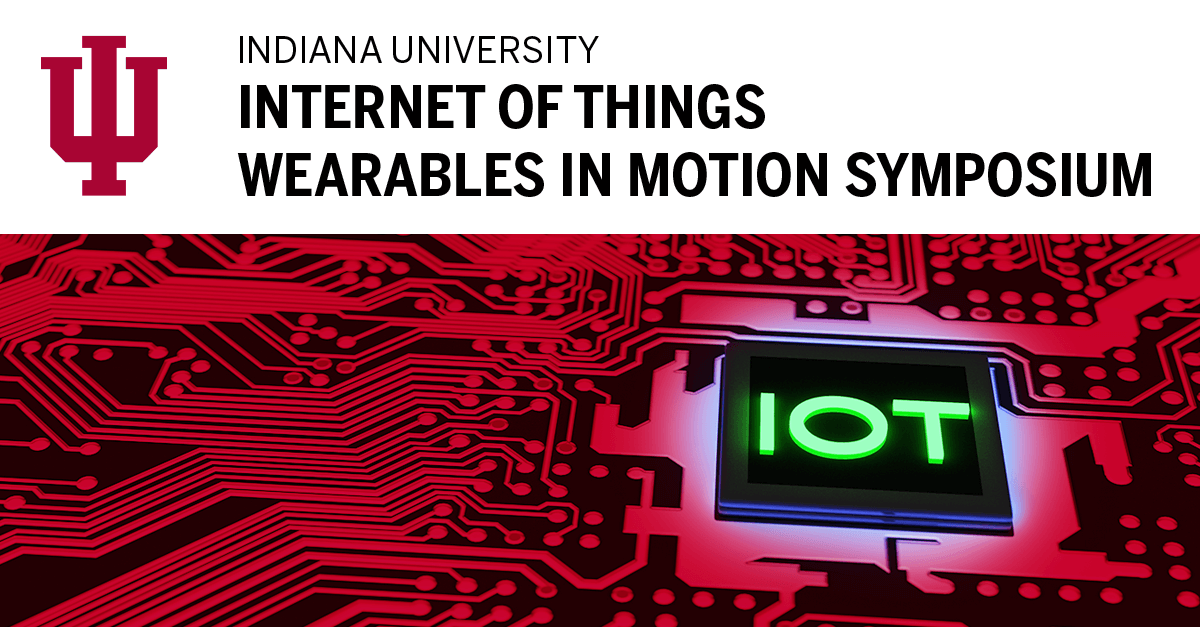 INDIANA UNIVERSITY
INTERNET OF THINGS
WEARABLES IN MOTION SYMPOSIUM
IOT